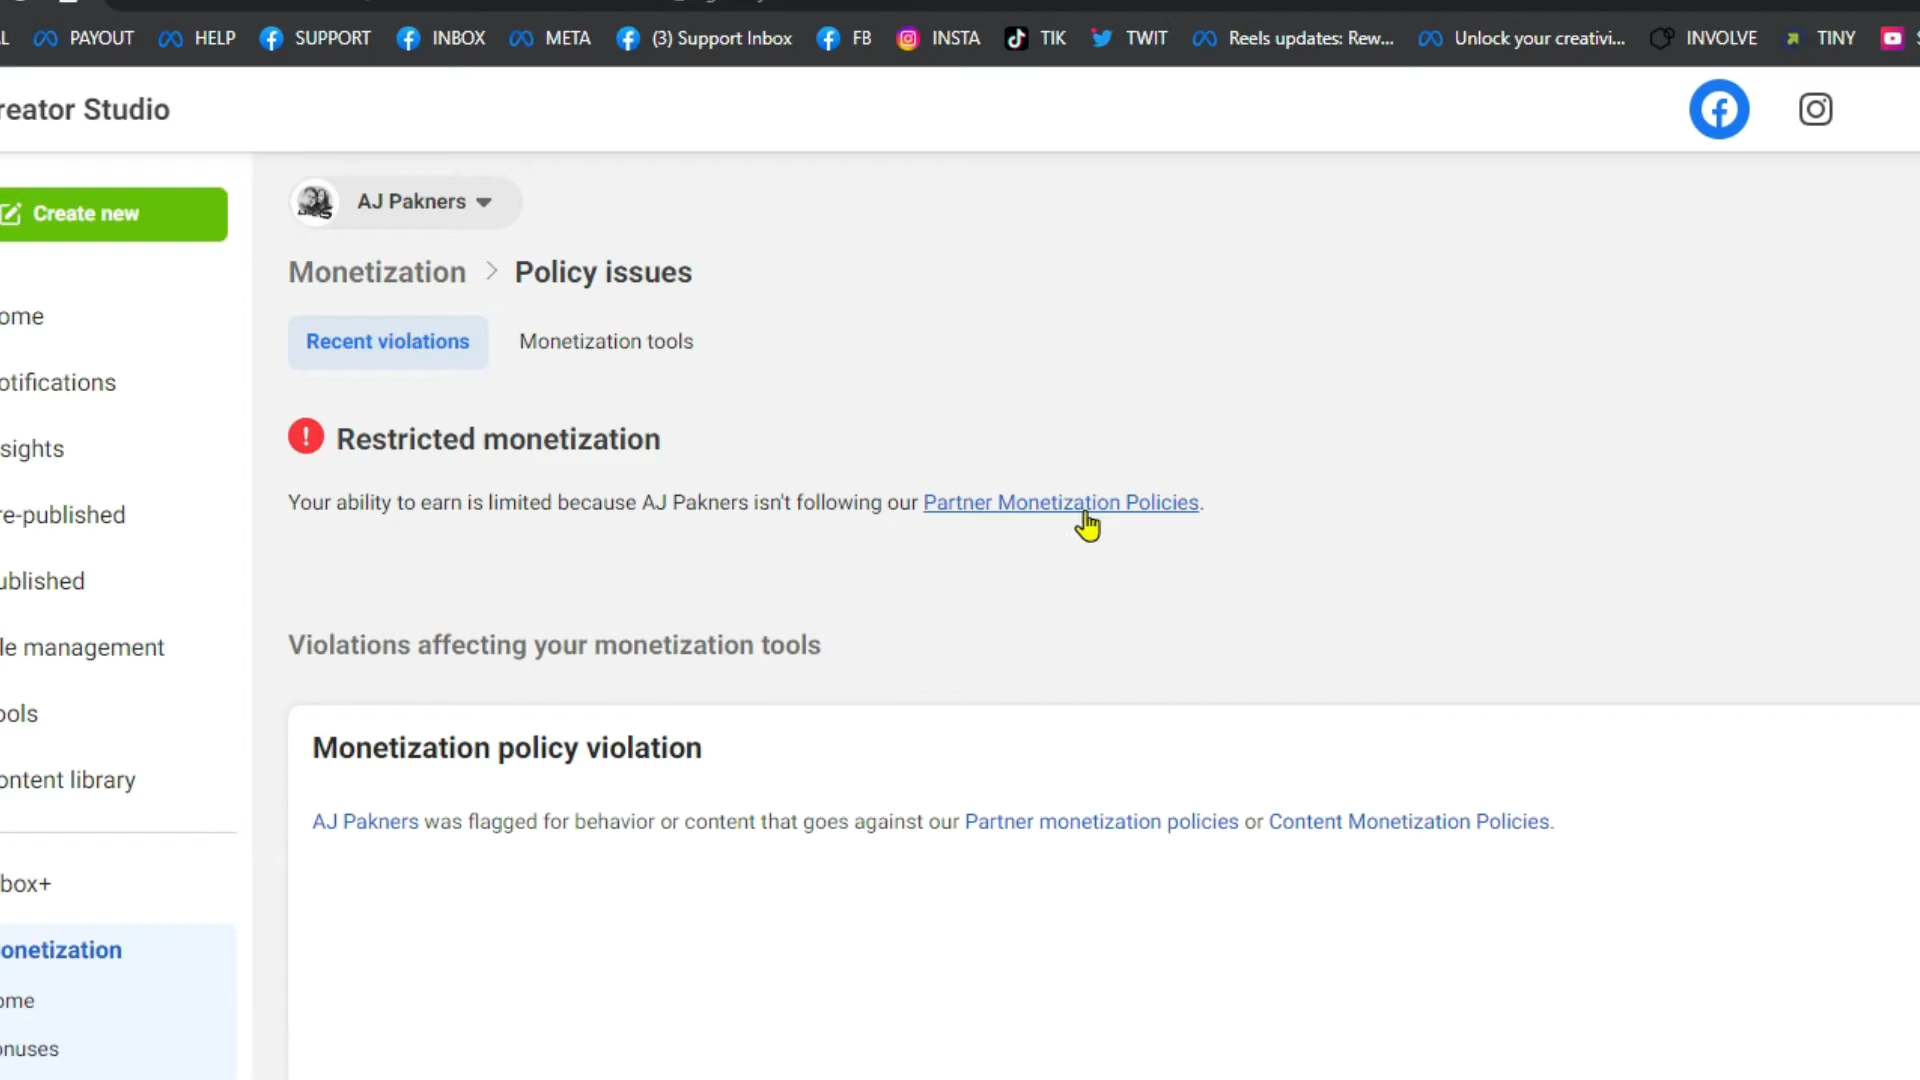 PAYOUT HELP SUPPORT INBOX META (3) Support Inbox FB INSTA TIK TWIT Reels updates: Rew... Unlock your creativi... INVOLVE TINY
reator Studio
Create new
AJ Pakners
Monetization > Policy issues
ome
Recent violations Monetization tools
otifications
Restricted monetization
sights
Your ability to earn is limited because AJ Pakners isn't following our Partner Monetization Policies.
re-published
ublished
Violations affecting your monetization tools
le management
ools
Monetization policy violation
ontent library
AJ Pakners was flagged for behavior or content that goes against our Partner monetization policies or Content Monetization Policies.
box+
onetization
ome
onuses